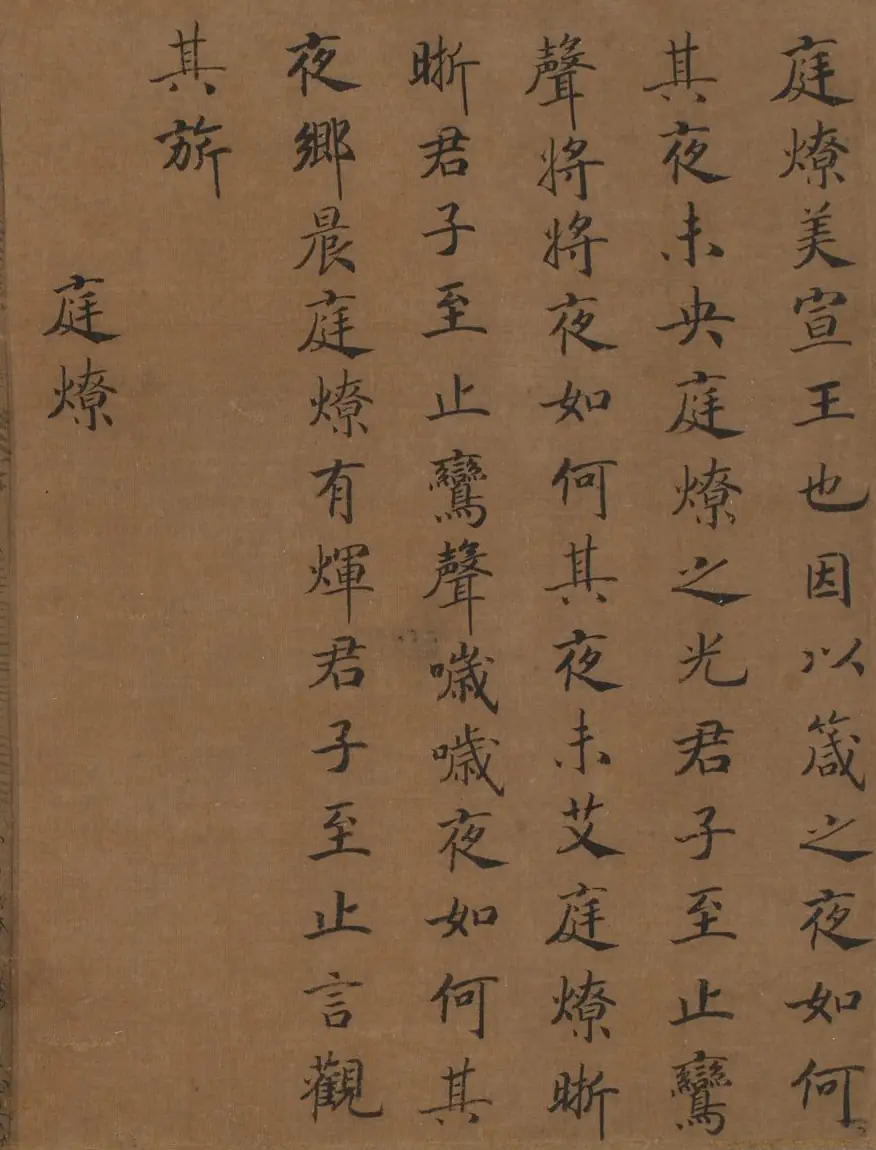 庭燎美宣王也因以箴之夜如何
其夜未央庭燎之光君子至止鸞
聲將將夜如何其夜未艾庭燎晣
晣君子至止鸞聲噦噦夜如何其
夜鄉晨庭燎有煇君子至止言觀
其旂
庭燎